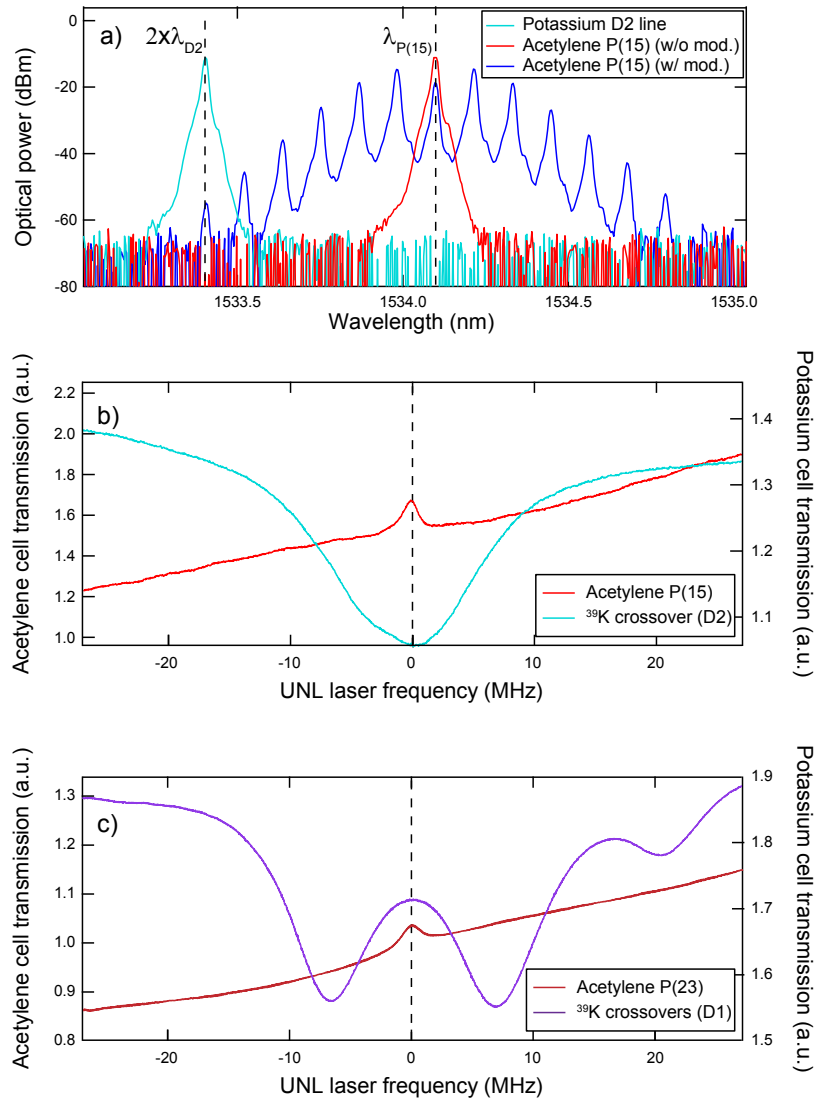 a)
2xλD2
λP(15)
Potassium D2 line
Acetylene P(15) (w/o mod.)
Acetylene P(15) (w/ mod.)
Optical power (dBm)
0
-20
-40
-60
-80
1533.5
1534.0
1534.5
1535.0
Wavelength (nm)
b)
Acetylene cell transmission (a.u.)
2.2
2.0
1.8
1.6
1.4
1.2
1.0
Potassium cell transmission (a.u.)
1.4
1.3
1.2
1.1
Acetylene P(15)
³⁹K crossover (D2)
-20
-10
0
10
20
UNL laser frequency (MHz)
c)
Acetylene cell transmission (a.u.)
1.3
1.2
1.1
1.0
0.9
0.8
Potassium cell transmission (a.u.)
1.9
1.8
1.7
1.6
1.5
Acetylene P(23)
³⁹K crossovers (D1)
-20
-10
0
10
20
UNL laser frequency (MHz)